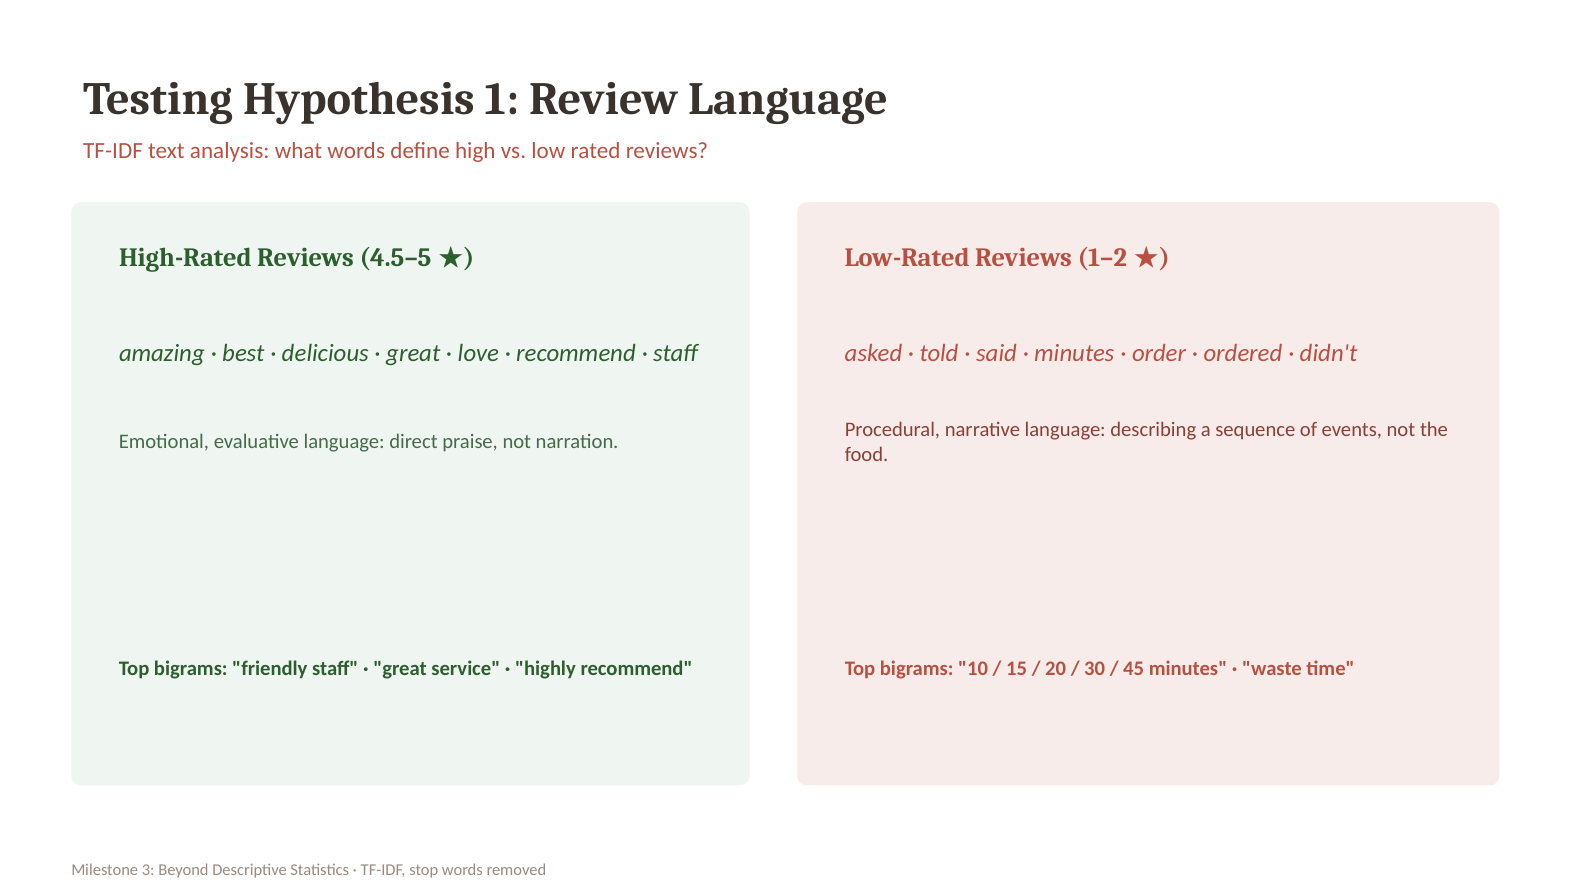 Testing Hypothesis 1: Review Language
TF-IDF text analysis: what words define high vs. low rated reviews?
High-Rated Reviews (4.5–5 ★)
amazing · best · delicious · great · love · recommend · staff
Emotional, evaluative language: direct praise, not narration.
Top bigrams: "friendly staff" · "great service" · "highly recommend"
Low-Rated Reviews (1–2 ★)
asked · told · said · minutes · order · ordered · didn't
Procedural, narrative language: describing a sequence of events, not the
food.
Top bigrams: "10 / 15 / 20 / 30 / 45 minutes" · "waste time"
Milestone 3: Beyond Descriptive Statistics · TF-IDF, stop words removed